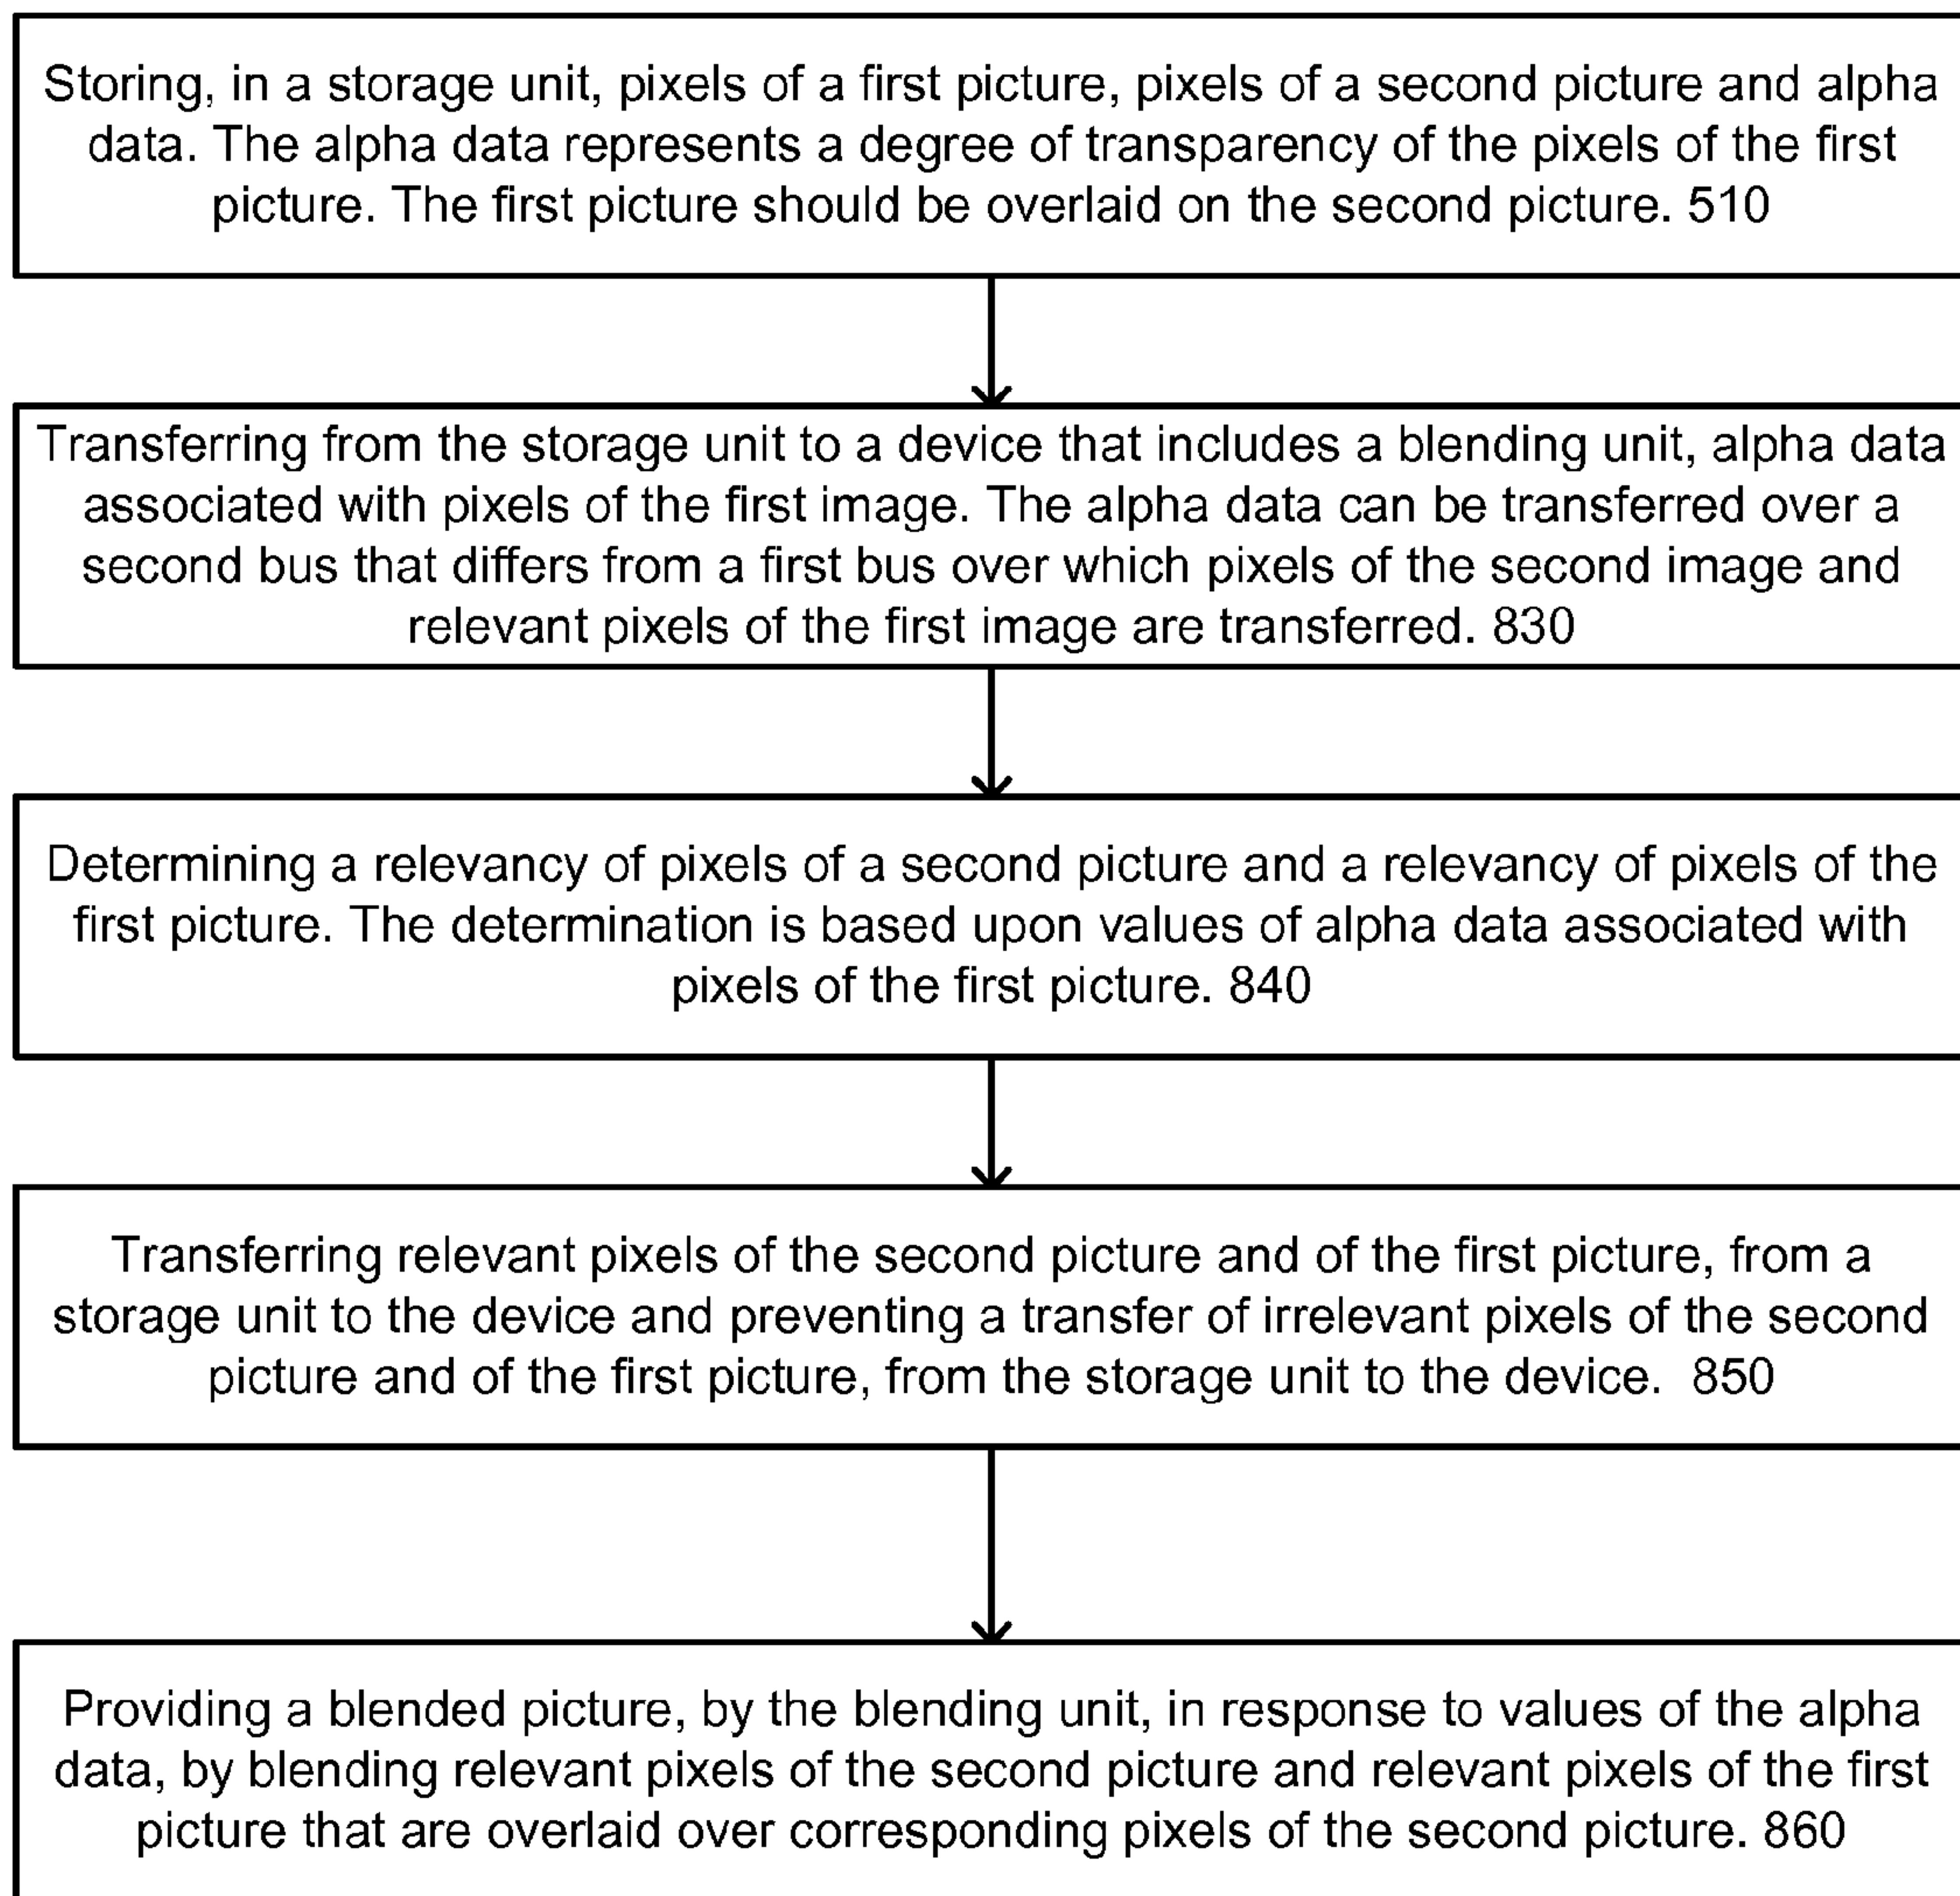 Storing, in a storage unit, pixels of a first picture, pixels of a second picture and alpha
data. The alpha data represents a degree of transparency of the pixels of the first
picture. The first picture should be overlaid on the second picture. 510
Transferring from the storage unit to a device that includes a blending unit, alpha data
associated with pixels of the first image. The alpha data can be transferred over a
second bus that differs from a first bus over which pixels of the second image and
relevant pixels of the first image are transferred. 830
Determining a relevancy of pixels of a second picture and a relevancy of pixels of the
first picture. The determination is based upon values of alpha data associated with
pixels of the first picture. 840
Transferring relevant pixels of the second picture and of the first picture, from a
storage unit to the device and preventing a transfer of irrelevant pixels of the second
picture and of the first picture, from the storage unit to the device. 850
Providing a blended picture, by the blending unit, in response to values of the alpha
data, by blending relevant pixels of the second picture and relevant pixels of the first
picture that are overlaid over corresponding pixels of the second picture. 860